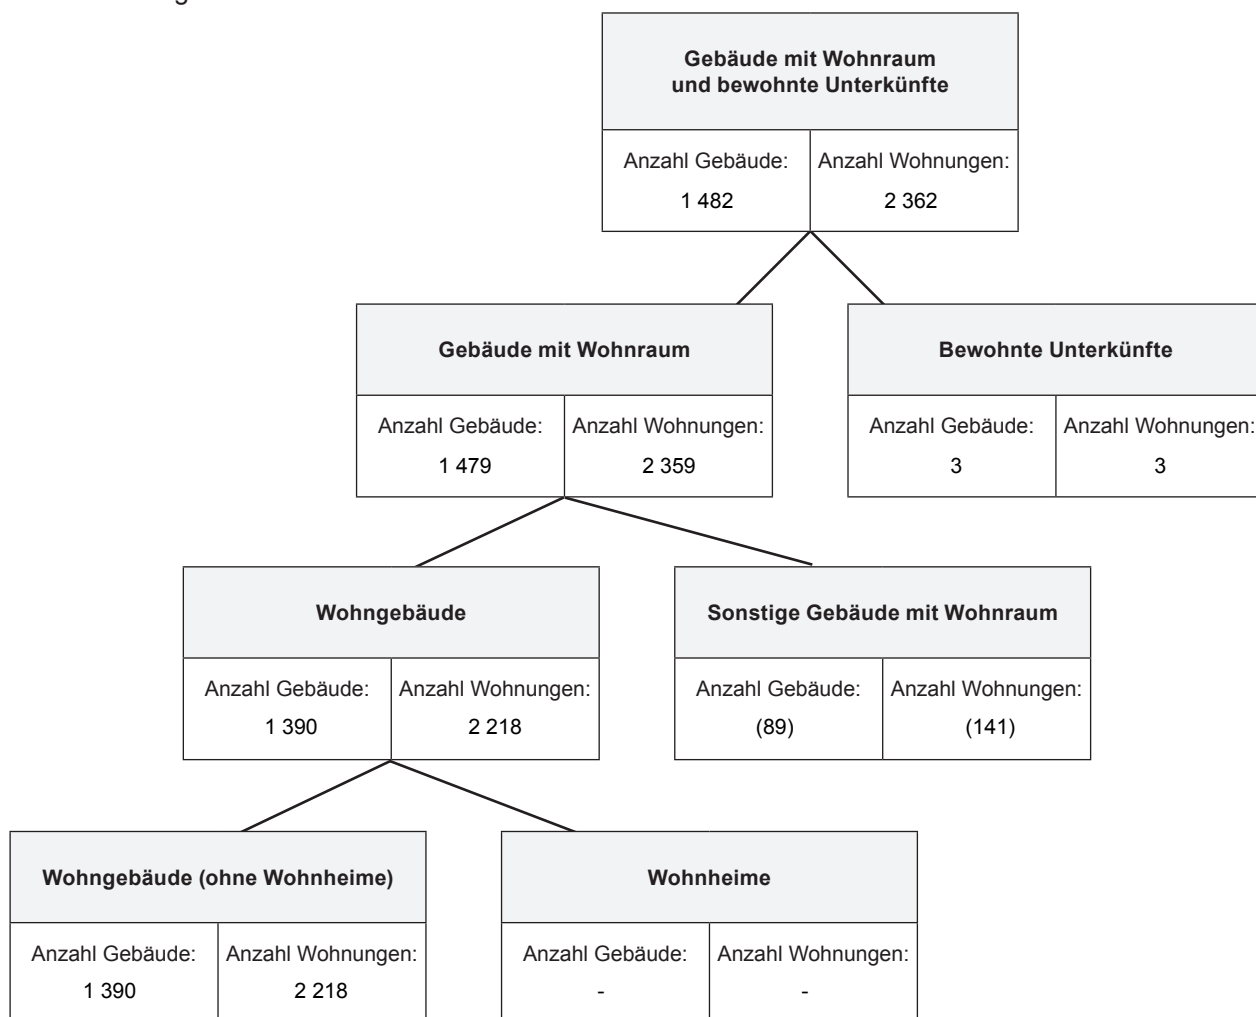 Gebäude mit Wohnraum
und bewohnte Unterkünfte
Anzahl Gebäude: Anzahl Wohnungen:
1 482 2 362
Gebäude mit Wohnraum
Anzahl Gebäude: Anzahl Wohnungen:
1 479 2 359
Bewohnte Unterkünfte
Anzahl Gebäude: Anzahl Wohnungen:
3 3
Wohngebäude
Anzahl Gebäude: Anzahl Wohnungen:
1 390 2 218
Sonstige Gebäude mit Wohnraum
Anzahl Gebäude: Anzahl Wohnungen:
(89) (141)
Wohngebäude (ohne Wohnheime)
Anzahl Gebäude: Anzahl Wohnungen:
1 390 2 218
Wohnheime
Anzahl Gebäude: Anzahl Wohnungen:
- -